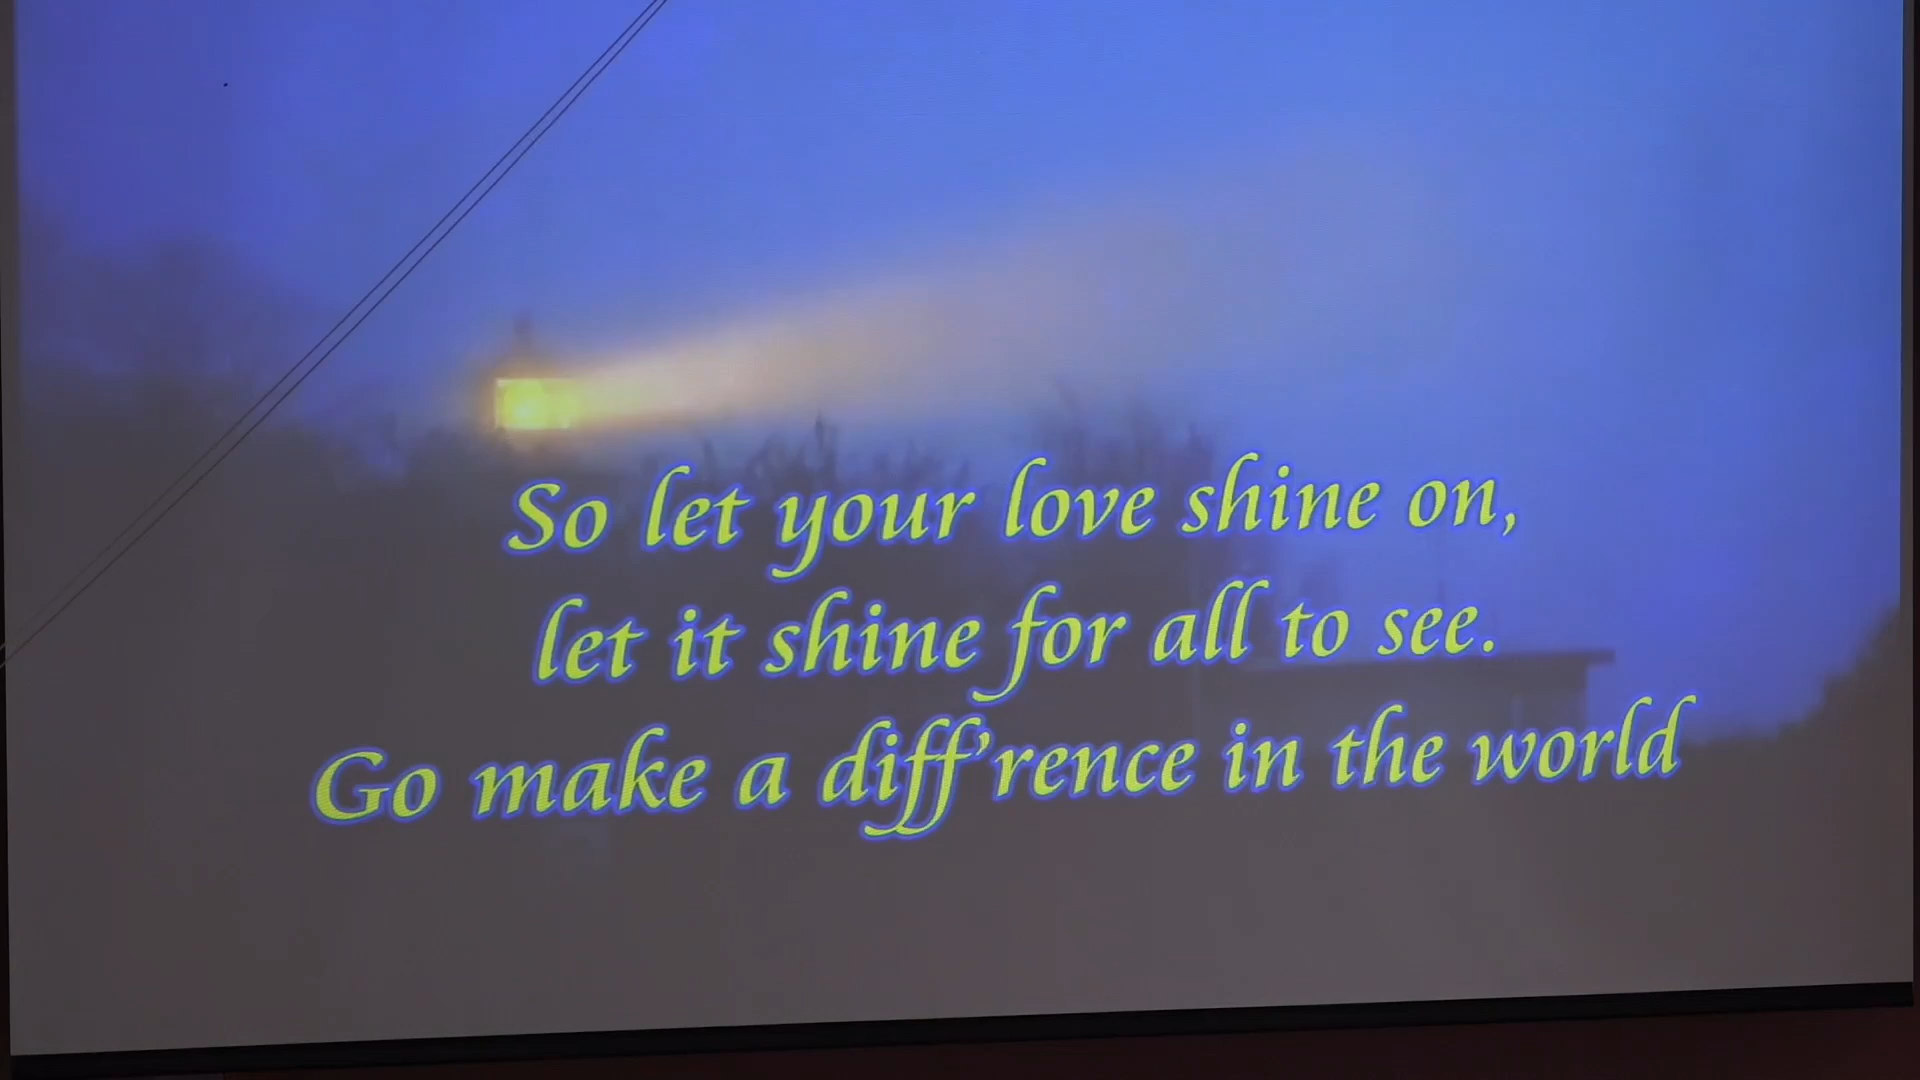 So let your love shine on,
let it shine for all to see.
Go make a diff'rence in the world